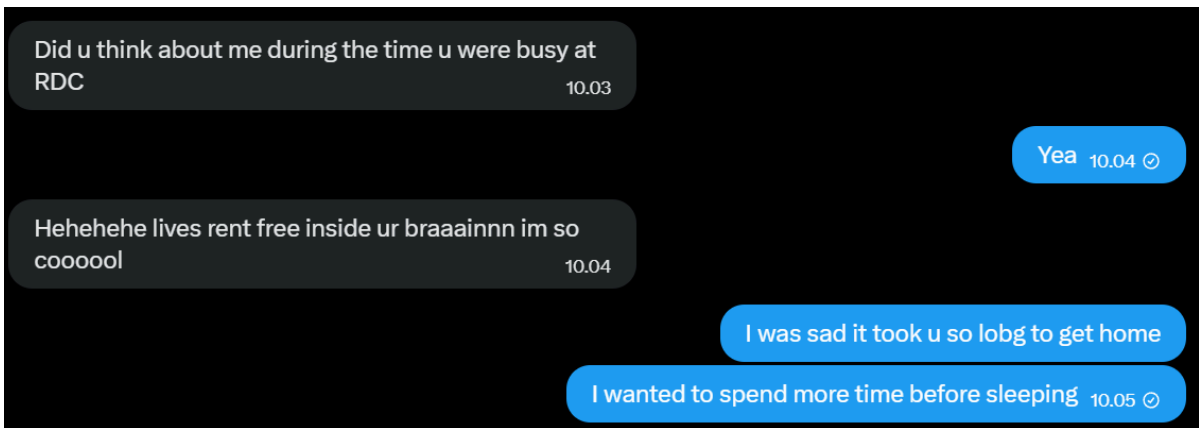 Did u think about me during the time u were busy at
RDC
10.03
Yea 10.04
Hehehehe lives rent free inside ur braaainnn im so
coooool
10.04
I was sad it took u so lobg to get home
I wanted to spend more time before sleeping 10.05